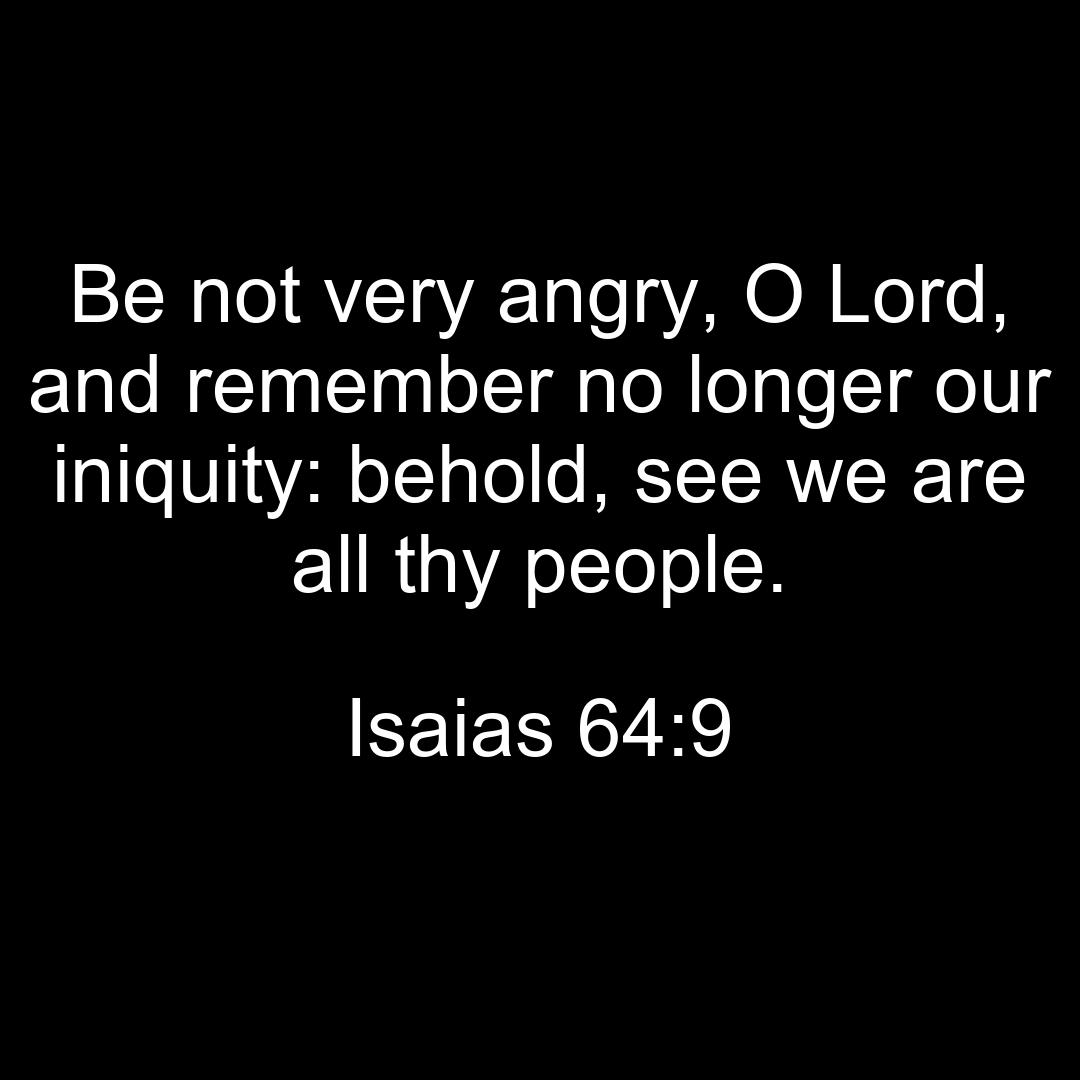 Be not very angry, O Lord,
and remember no longer our
iniquity: behold, see we are
all thy people.
Isaias 64:9